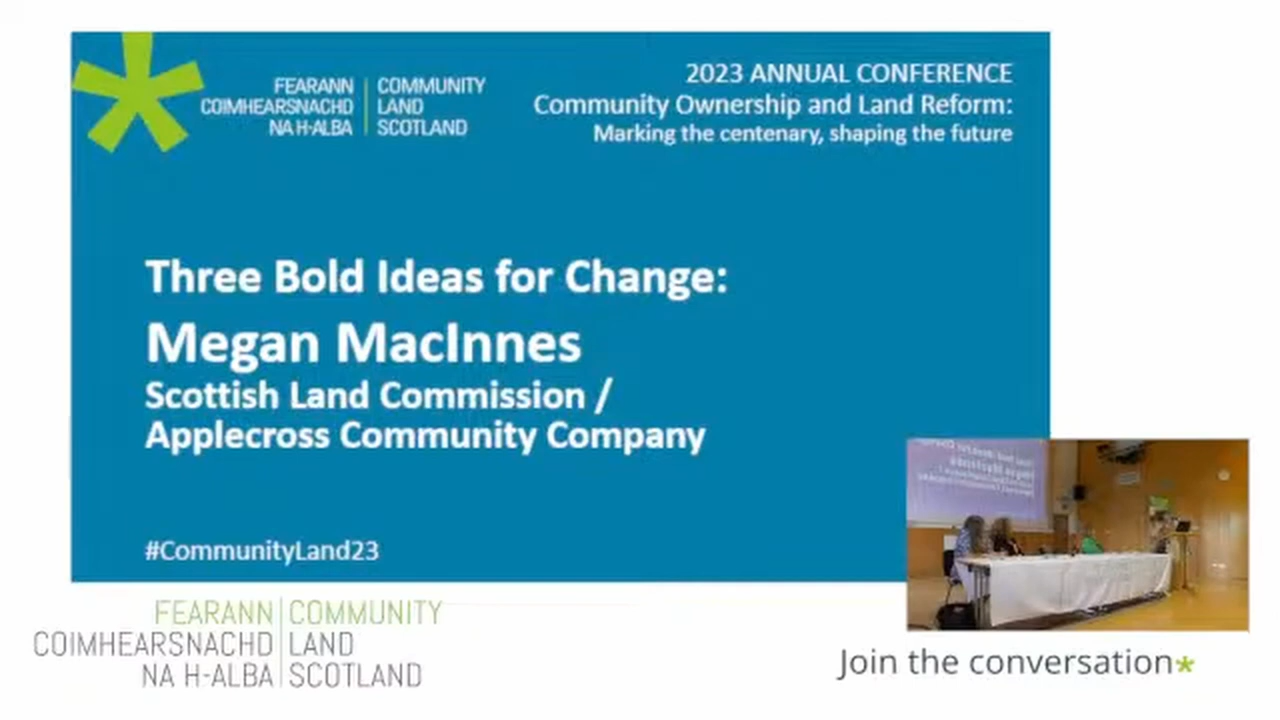 FEARANN
COIMHEARSNACHD
NA H-ALBA
COMMUNITY
LAND
SCOTLAND
2023 ANNUAL CONFERENCE
Community Ownership and Land Reform:
Marking the centenary, shaping the future
Three Bold Ideas for Change:
Megan MacInnes
Scottish Land Commission /
Applecross Community Company
#CommunityLand23
FEARANN
COIMHEARSNACHD
NA H-ALBA
COMMUNITY
LAND
SCOTLAND
Join the conversation*